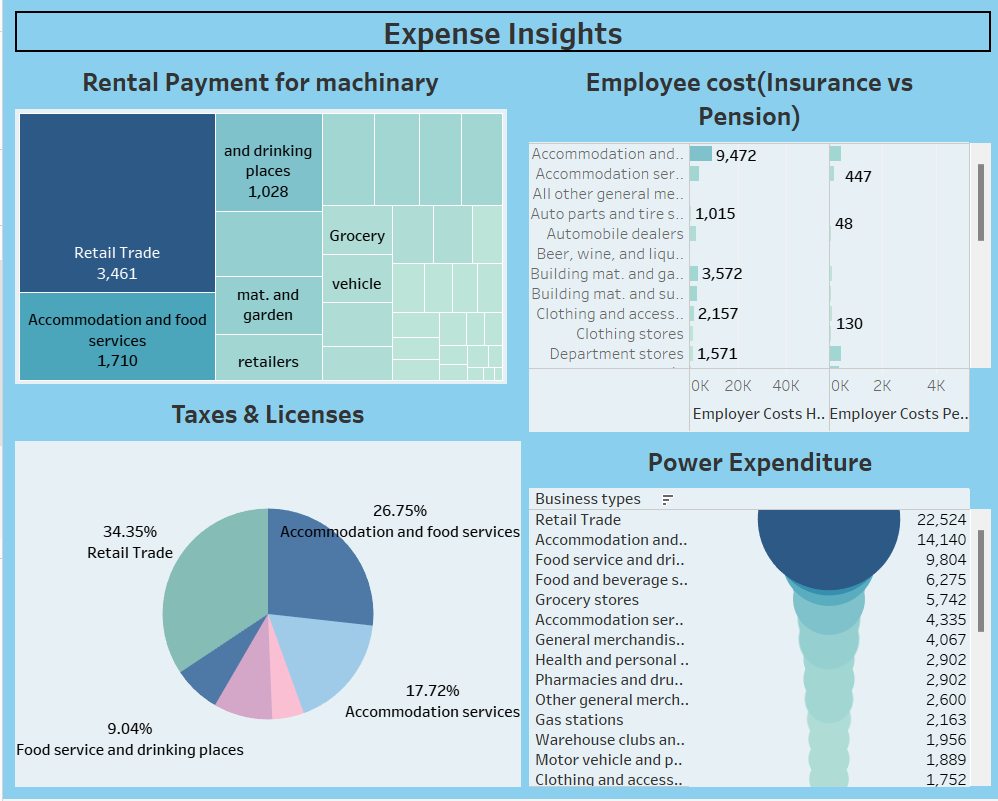 Expense Insights
Rental Payment for machinary
Retail Trade
3,461
Accommodation and food
services
1,710
and drinking
places
1,028
mat. and
garden
retailers
Grocery
vehicle
Employee cost(Insurance vs
Pension)
Accommodation and.. 9,472
Accommodation ser.. 447
All other general me..
Auto parts and tire s.. 1,015 48
Automobile dealers
Beer, wine, and liqu..
Building mat. and ga.. 3,572
Building mat. and su..
Clothing and access.. 2,157 130
Clothing stores
Department stores 1,571
0K 20K 40K 0K 2K 4K
Employer Costs H.. Employer Costs Pe..
Taxes & Licenses
26.75%
Accommodation and food services
34.35%
Retail Trade
17.72%
Accommodation services
9.04%
Food service and drinking places
Power Expenditure
Business types
Retail Trade 22,524
Accommodation and.. 14,140
Food service and dri.. 9,804
Food and beverage s.. 6,275
Grocery stores 5,742
Accommodation ser.. 4,335
General merchandis.. 4,067
Health and personal .. 2,902
Pharmacies and dru.. 2,902
Other general merch.. 2,600
Gas stations 2,163
Warehouse clubs an.. 1,956
Motor vehicle and p.. 1,889
Clothing and access.. 1,752